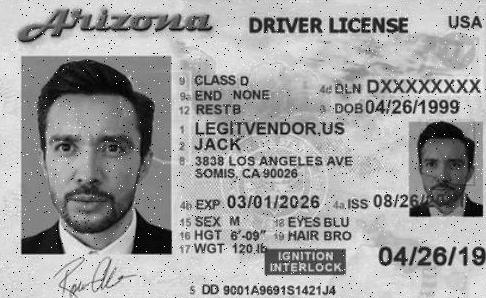 Arizona DRIVER LICENSE USA
9 CLASS D
9a END NONE 4d DLN DXXXXXXXX
12 RESTB 3 DOB 04/26/1999
1 LEGITVENDOR,US
2 JACK
8 3838 LOS ANGELES AVE
SOMIS, CA 90026
4b EXP 03/01/2026 4a ISS 08/26/
15 SEX M 18 EYES BLU
16 HGT 6'-09" 19 HAIR BRO
17 WGT 120 lb
IGNITION
INTERLOCK
04/26/19
5 DD 9001A9691S1421J4